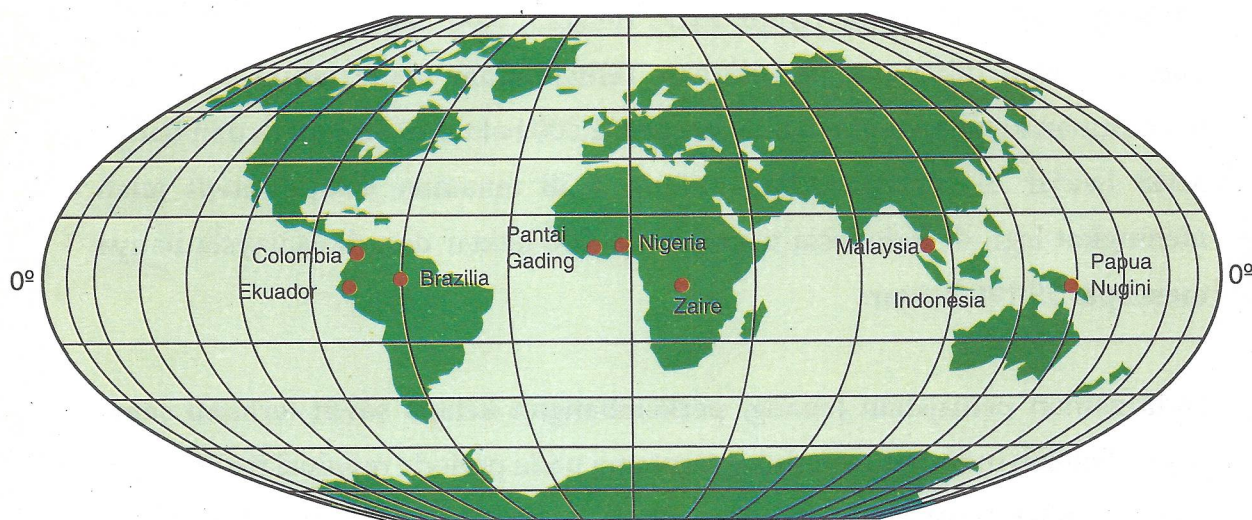 Colombia
Ekuador
Brazilia
Pantai
Gading
Nigeria
Zaire
Malaysia
Indonesia
Papua
Nugini
0º
0º